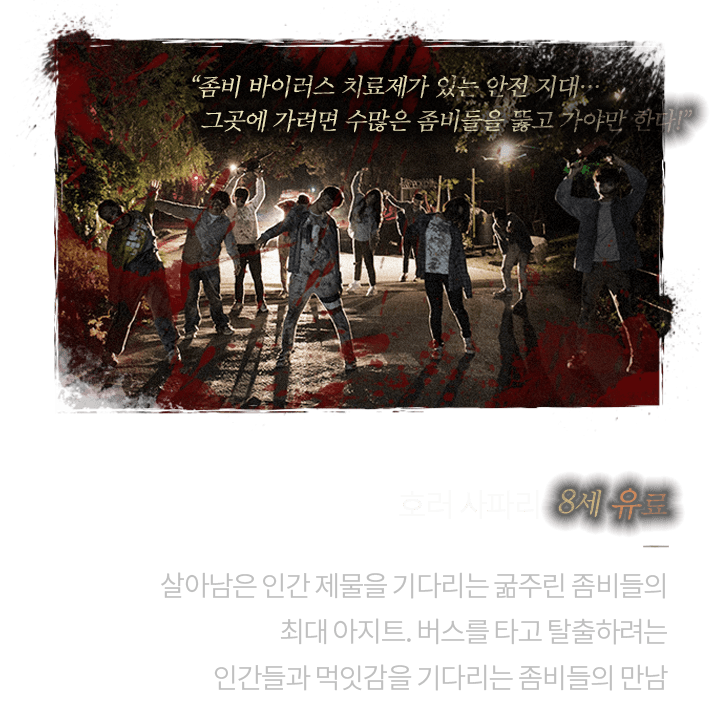 “좀비 바이러스 치료제가 있는 안전 지대…
그곳에 가려면 수많은 좀비들을 뚫고 가야만 한다!”
호러 사파리 8세 유료
살아남은 인간 제물을 기다리는 굶주린 좀비들의
최대 아지트. 버스를 타고 탈출하려는
인간들과 먹잇감을 기다리는 좀비들의 만남